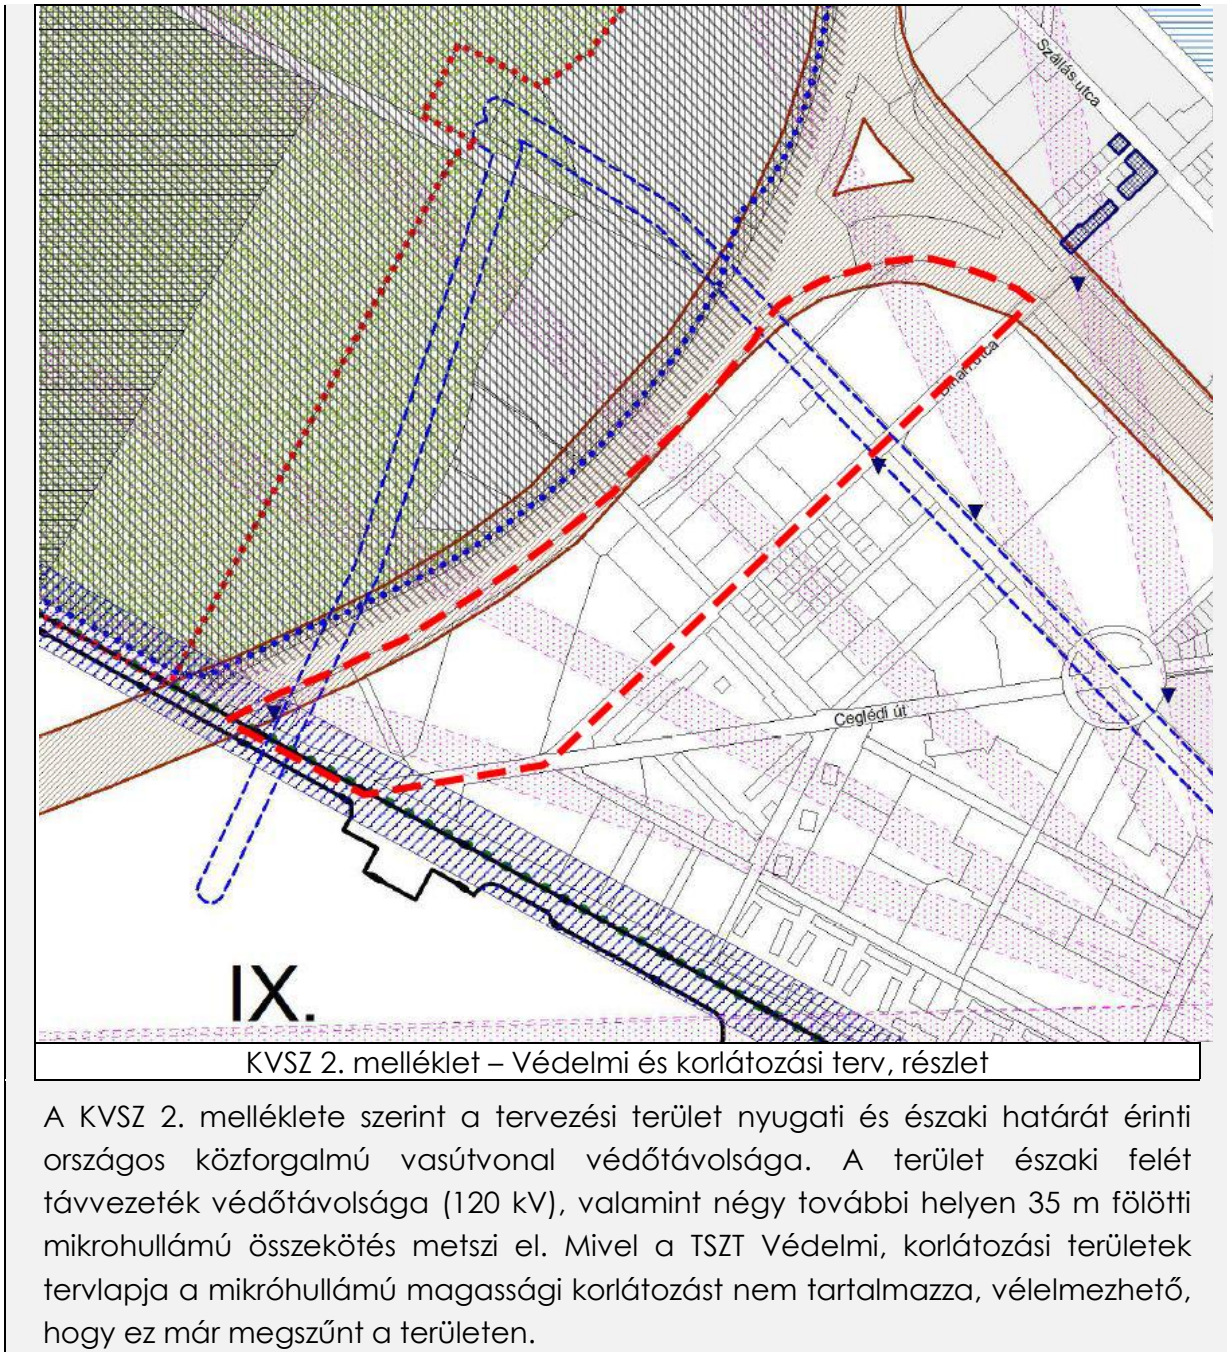 Szállás utca
Bihari utca
Ceglédi út
IX.
KVSZ 2. melléklet – Védelmi és korlátozási terv, részlet
A KVSZ 2. melléklete szerint a tervezési terület nyugati és északi határát érinti
országos közforgalmú vasútvonal védőtávolsága. A terület északi felét
távvezeték védőtávolsága (120 kV), valamint négy további helyen 35 m fölötti
mikrohullámú összekötés metszi el. Mivel a TSZT Védelmi, korlátozási területek
tervlapja a mikróhullámú magassági korlátozást nem tartalmazza, vélelmezhető,
hogy ez már megszűnt a területen.